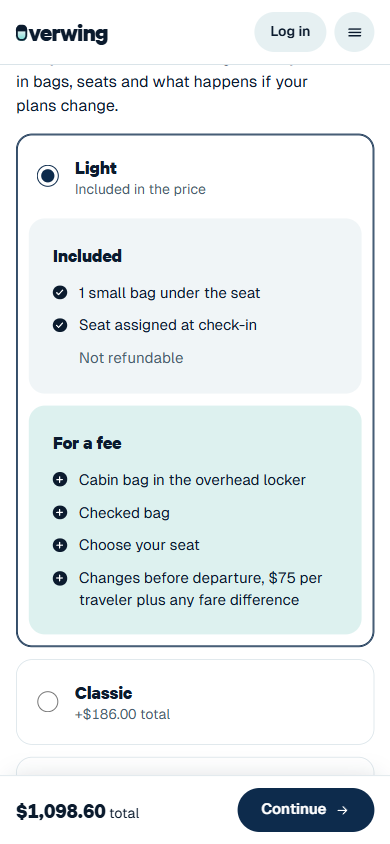 Overwing
Log in
in bags, seats and what happens if your
plans change.
Light
Included in the price
Included
1 small bag under the seat
Seat assigned at check-in
Not refundable
For a fee
Cabin bag in the overhead locker
Checked bag
Choose your seat
Changes before departure, $75 per
traveler plus any fare difference
Classic
+$186.00 total
$1,098.60 total
Continue →